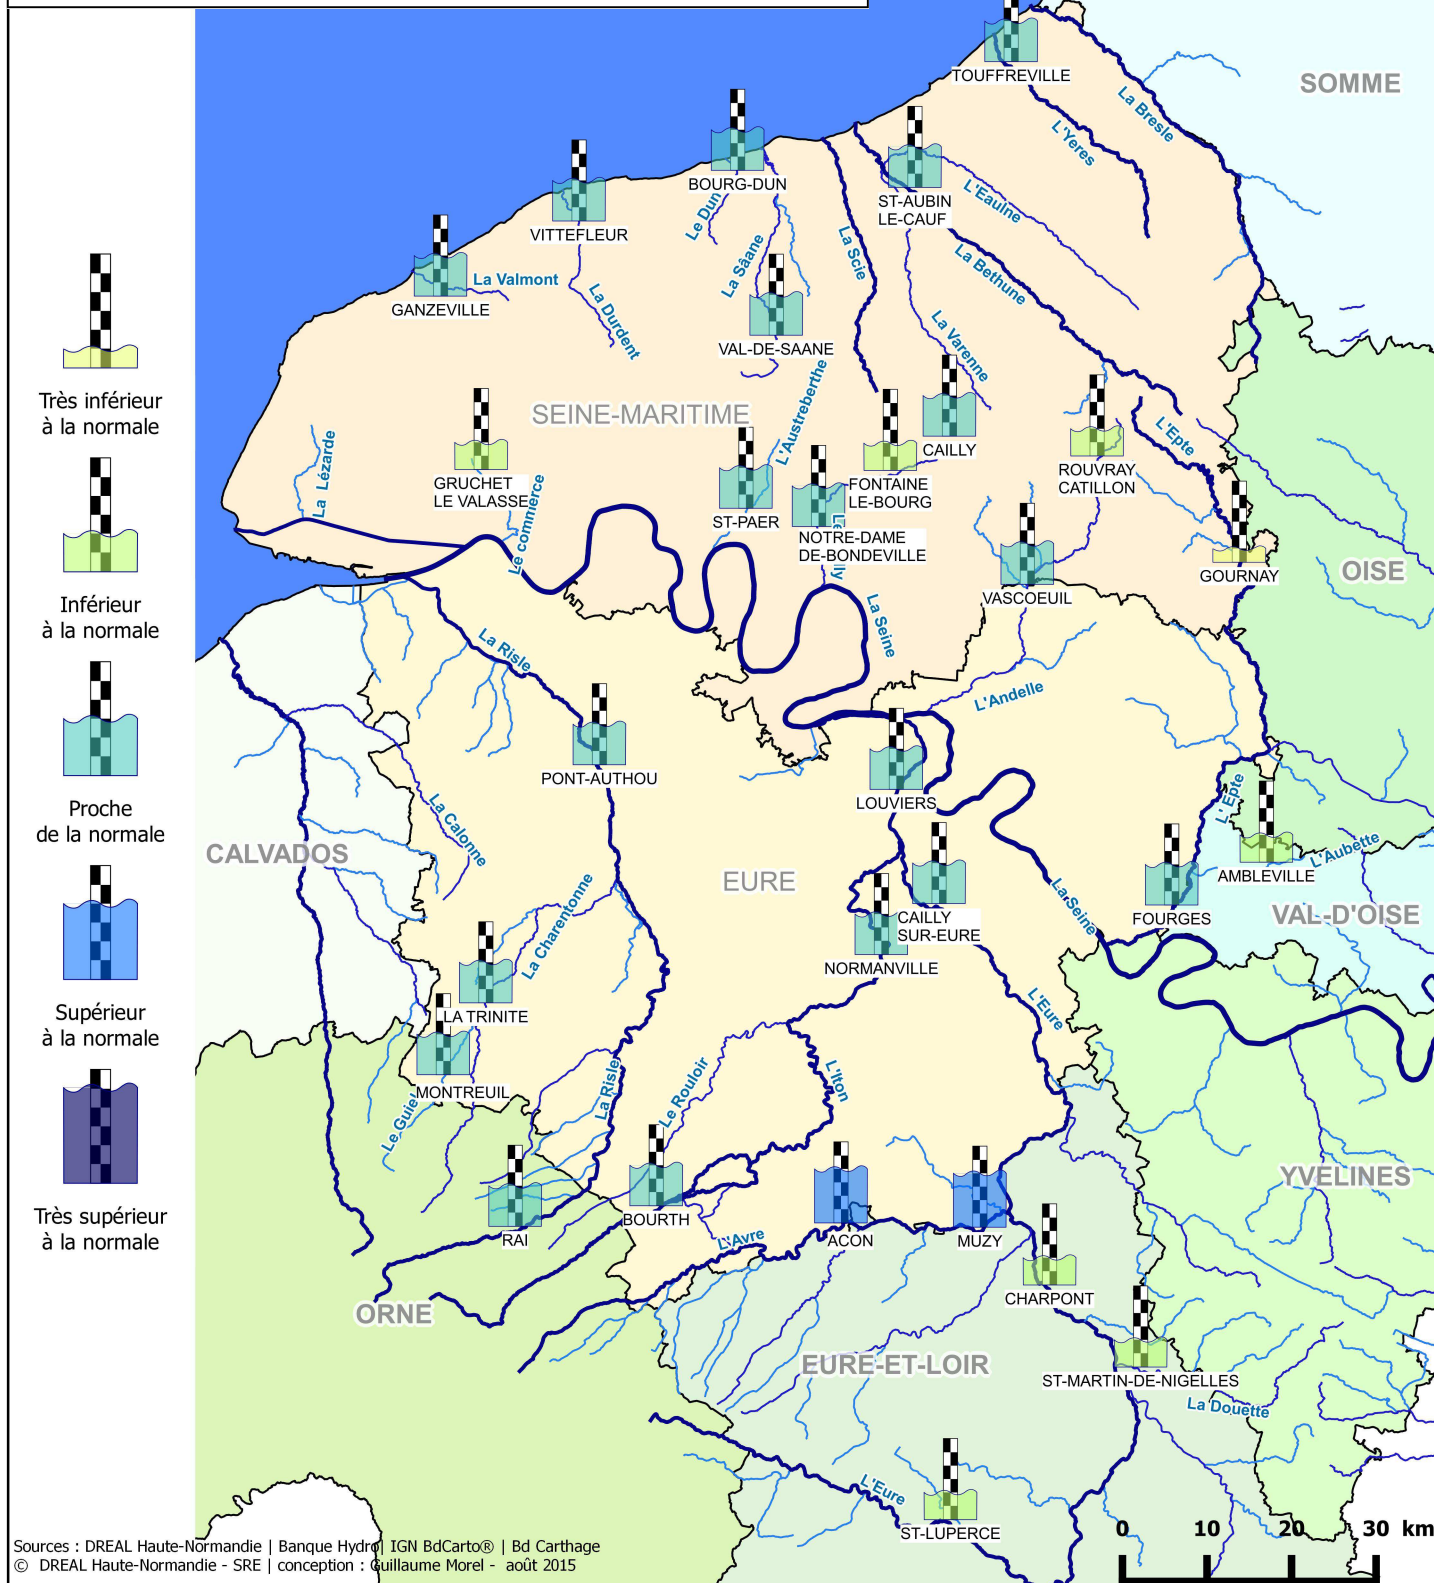 TOUFFREVILLE
SOMME
La Bresle
L'Yeres
BOURG-DUN
ST-AUBIN
LE-CAUF
L'Eaulne
VITTEFLEUR
Le Dun
La Sâane
La Scie
La Bethune
La Valmont
GANZEVILLE
La Durdent
VAL-DE-SAANE
La Varenne
Très inférieur
à la normale
SEINE-MARITIME
L'Austreberthe
CAILLY
L'Epte
La Lézarde
GRUCHET
LE VALASSE
Le commerce
ST-PAER
FONTAINE
LE-BOURG
ROUVRAY
CATILLON
NOTRE-DAME
DE-BONDEVILLE
GOURNAY
OISE
VASCOEUIL
Inférieur
à la normale
La Seine
La Risle
L'Andelle
PONT-AUTHOU
LOUVIERS
Proche
de la normale
La Calonne
CALVADOS
EURE
L' Epte
L'Aubette
AMBLEVILLE
FOURGES
VAL-D'OISE
La Seine
CAILLY
SUR-EURE
NORMANVILLE
La Charentonne
LA TRINITE
L'Eure
Supérieur
à la normale
MONTREUIL
Le Guiel
La Risle
Le Rouloir
L'Iton
YVELINES
Très supérieur
à la normale
RAI
BOURTH
L'Avre
ACON
MUZY
CHARPONT
ORNE
EURE-ET-LOIR
ST-MARTIN-DE-NIGELLES
La Douette
L'Eure
ST-LUPERCE
0 10 20 30 km
Sources : DREAL Haute-Normandie | Banque Hydro| IGN BdCarto® | Bd Carthage
© DREAL Haute-Normandie - SRE | conception : Guillaume Morel - août 2015